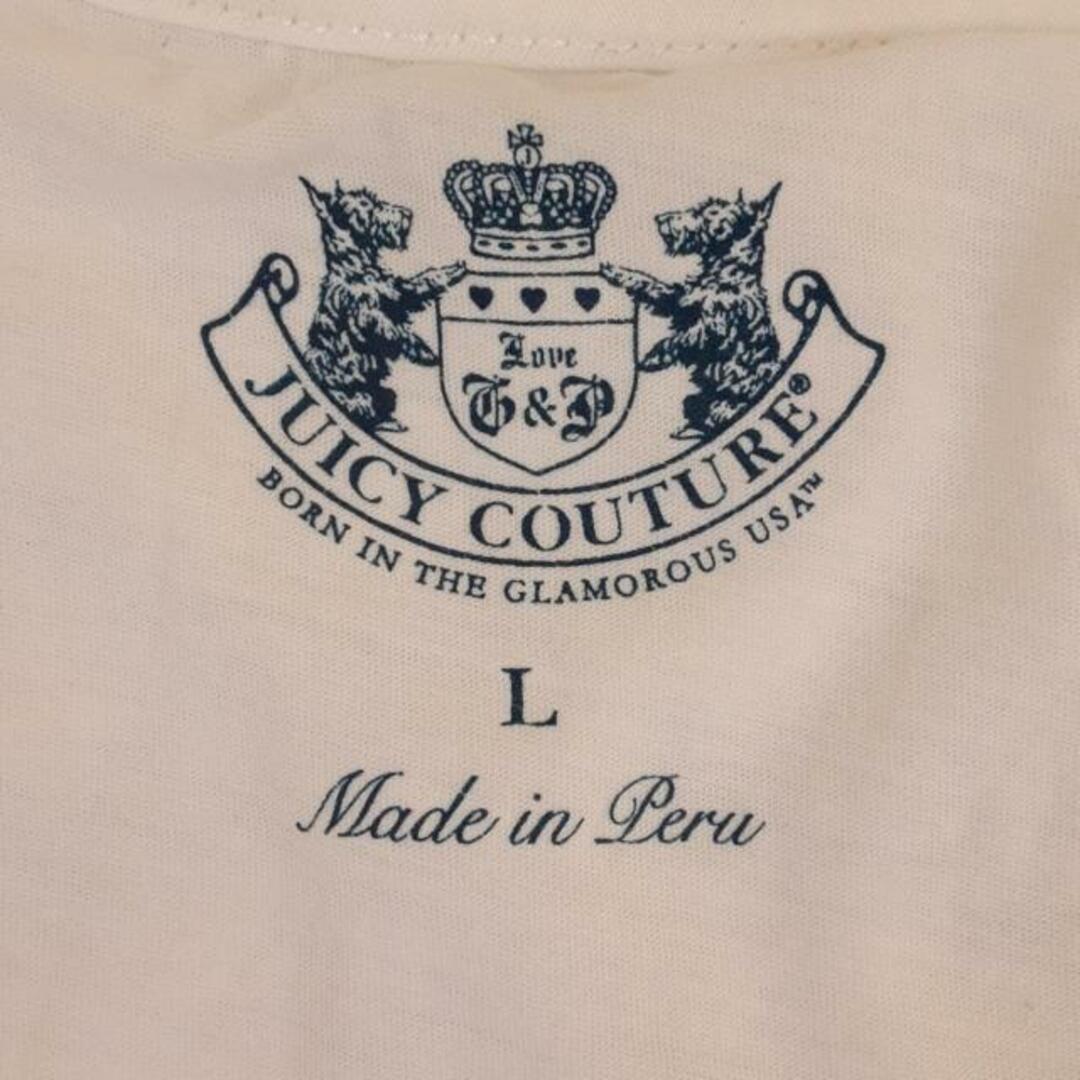 J
Love
G&P
JUICY COUTURE®
BORN IN THE GLAMOROUS USA™
L
Made in Peru